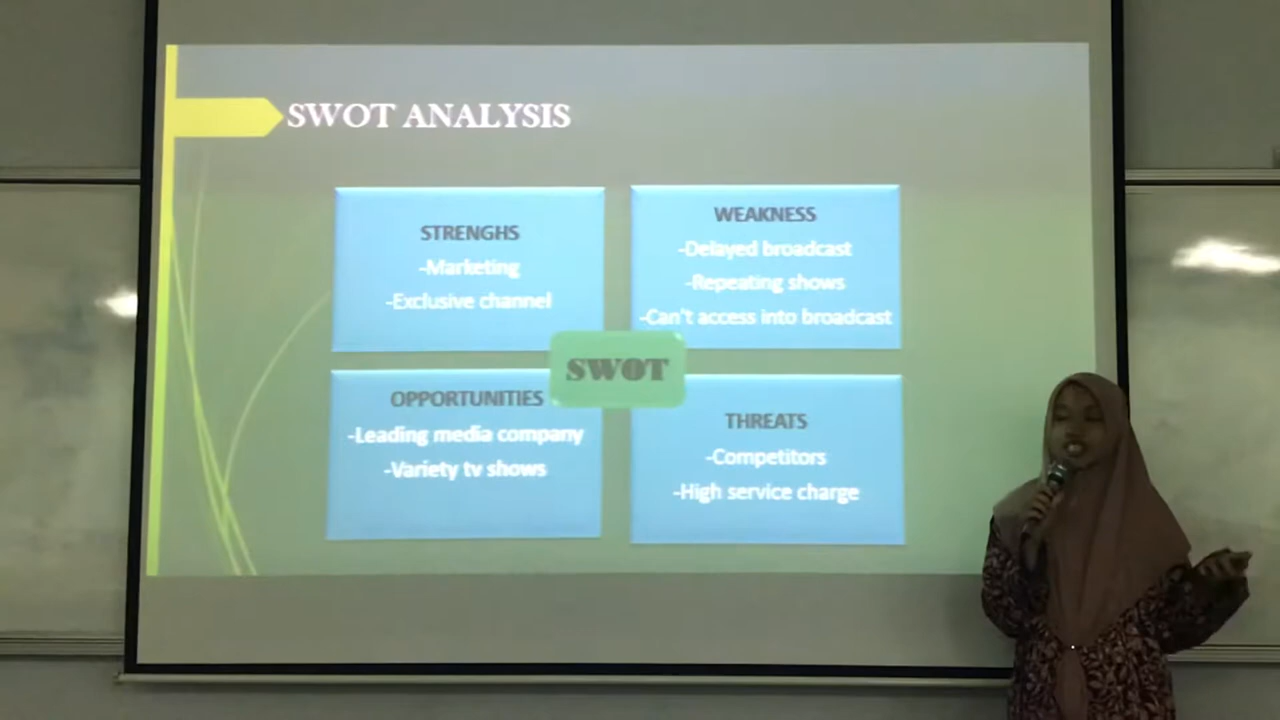 SWOT ANALYSIS
STRENGHS
-Marketing
-Exclusive channel
WEAKNESS
-Delayed broadcast
-Repeating shows
-Can't access into broadcast
SWOT
OPPORTUNITIES
-Leading media company
-Variety tv shows
THREATS
-Competitors
-High service charge